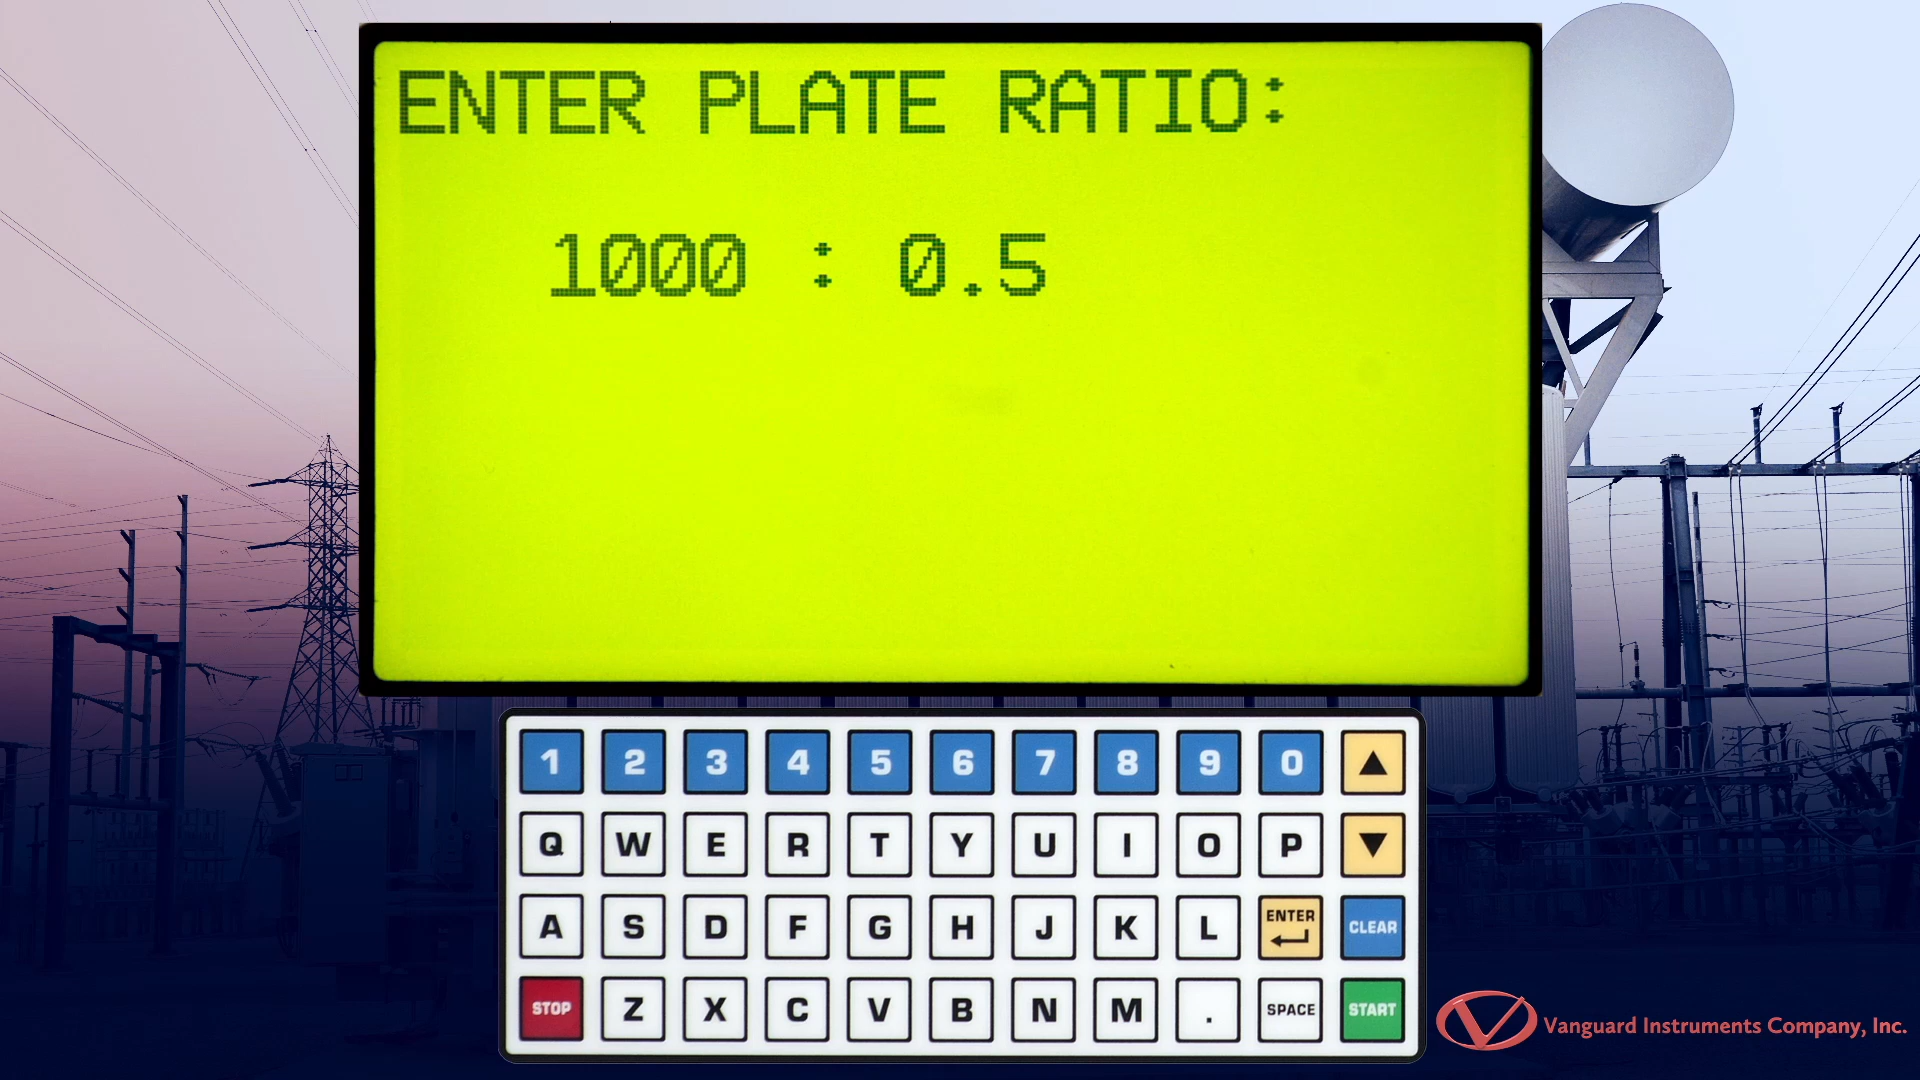 ENTER PLATE RATIO:
1000 : 0.5
1 2 3 4 5 6 7 8 9 0 ▲
Q W E R T Y U I O P ▼
A S D F G H J K L ENTER CLEAR
STOP Z X C V B N M . SPACE START
V Vanguard Instruments Company, Inc.